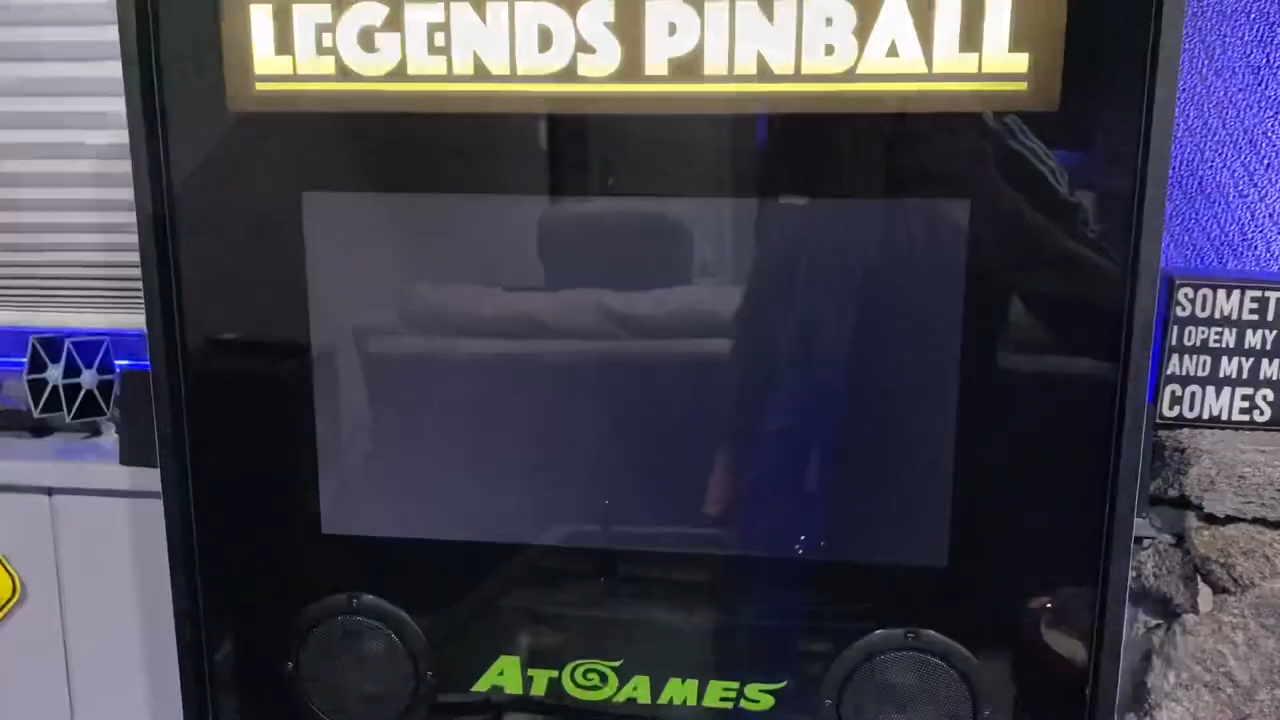 LEGENDS PINBALL
SOMET
I OPEN MY
AND MY M
COMES
ATGAMES